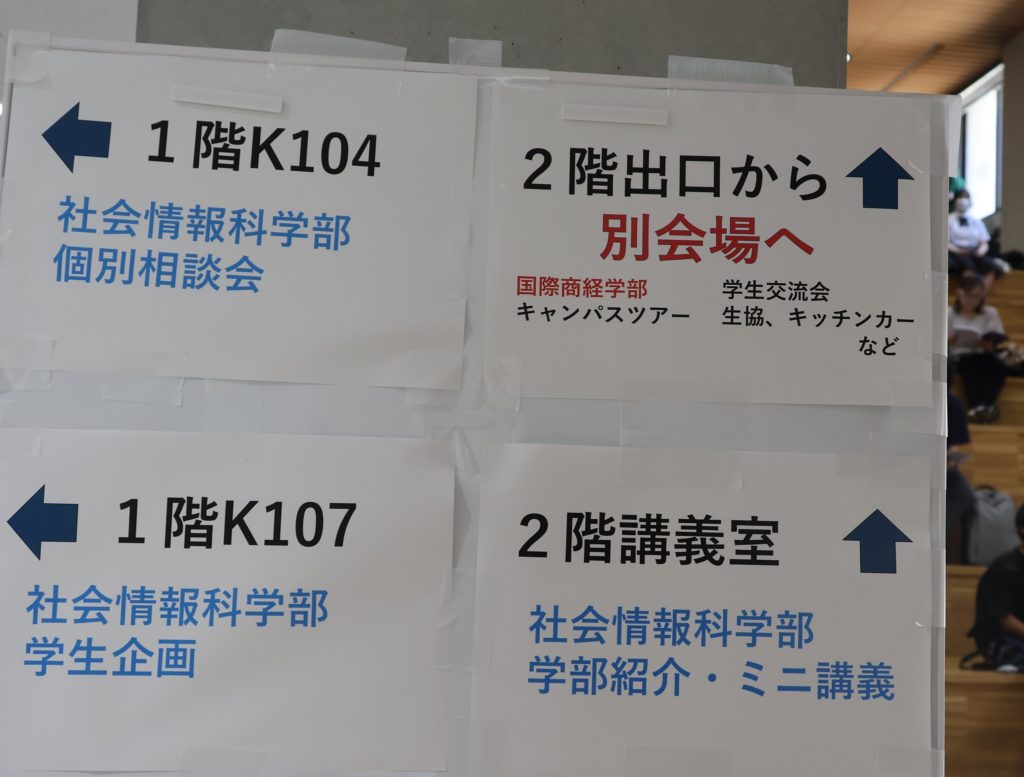 １階K104
社会情報科学部
個別相談会
２階出口から
別会場へ
国際商経学部
キャンパスツアー
学生交流会
生協、キッチンカー
など
１階K107
社会情報科学部
学生企画
２階講義室
社会情報科学部
学部紹介・ミニ講義